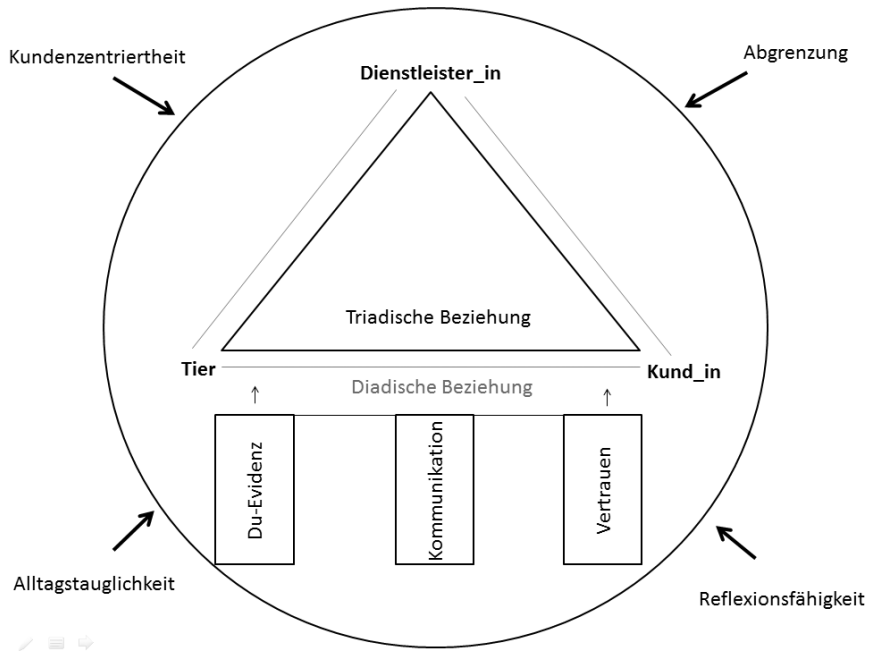 Kundenzentriertheit
Abgrenzung
Dienstleister_in
Triadische Beziehung
Tier
Kund_in
Diadische Beziehung
Du-Evidenz
Kommunikation
Vertrauen
Alltagstauglichkeit
Reflexionsfähigkeit